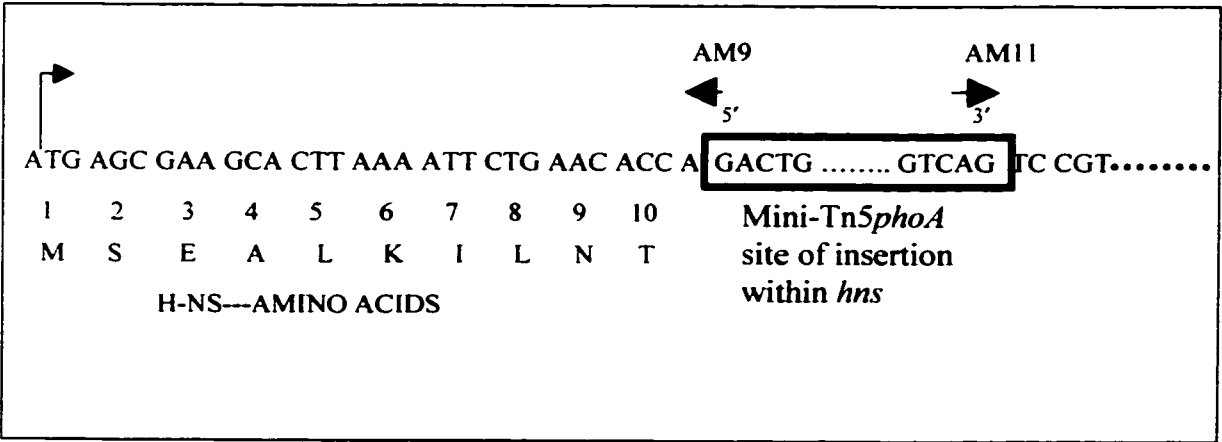 AM9 AM11
5′ 3′
ATG AGC GAA GCA CTT AAA ATT CTG AAC ACC A GACTG ........ GTCAG TC CGT........
1 2 3 4 5 6 7 8 9 10 Mini-Tn5phoA
M S E A L K I L N T site of insertion
H-NS---AMINO ACIDS within hns